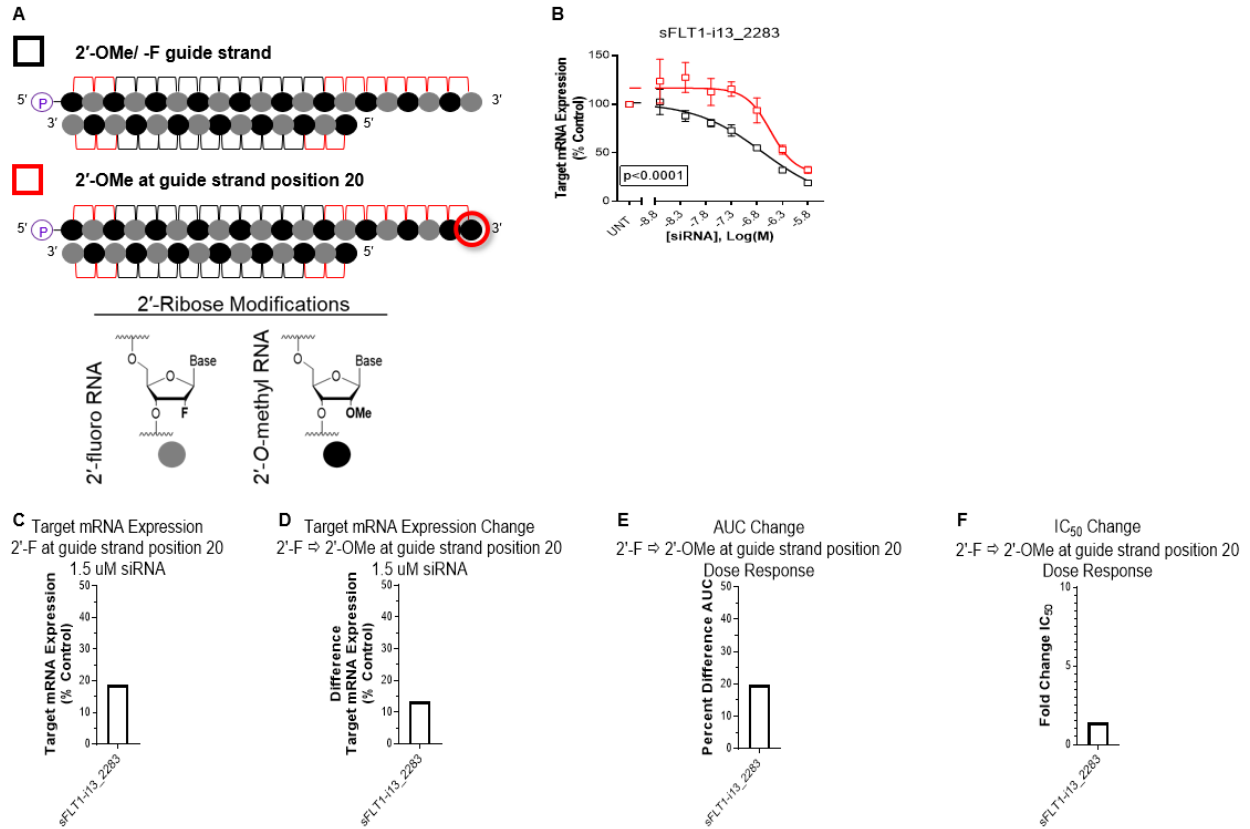 A
2′-OMe/ -F guide strand
5′ P 3′
3′ 5′
2′-OMe at guide strand position 20
5′ P 3′
3′ 5′
2′-Ribose Modifications
2′-fluoro RNA
O
Base
O
O F
2′-O-methyl RNA
O
Base
O
O OMe
B
sFLT1-i13_2283
Target mRNA Expression
(% Control)
150
100
50
0
p<0.0001
UNT -8.8 -8.3 -7.8 -7.3 -6.8 -6.3 -5.8
[siRNA], Log(M)
C Target mRNA Expression
2'-F at guide strand position 20
1.5 uM siRNA
Target mRNA Expression
(% Control)
50
40
30
20
10
0
sFLT1-i13_2283
D Target mRNA Expression Change
2'-F ⇨ 2'-OMe at guide strand position 20
1.5 uM siRNA
Difference
Target mRNA Expression
(% Control)
50
40
30
20
10
0
sFLT1-i13_2283
E AUC Change
2'-F ⇨ 2'-OMe at guide strand position 20
Dose Response
Percent Difference AUC
50
40
30
20
10
0
sFLT1-i13_2283
F IC50 Change
2'-F ⇨ 2'-OMe at guide strand position 20
Dose Response
Fold Change IC50
10
5
0
sFLT1-i13_2283